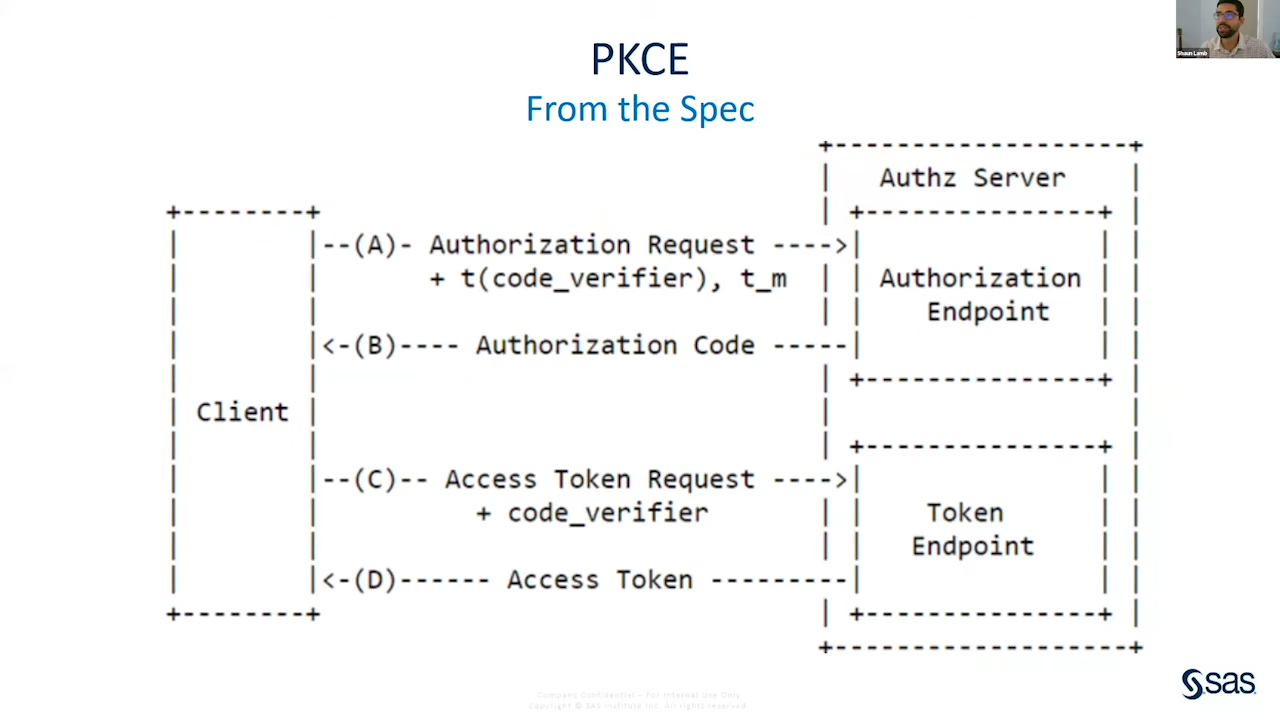 PKCE
From the Spec
Shaun Lamb
+-------------------+
| Authz Server |
+--------+ | +---------------+ |
| |--(A)- Authorization Request ---->| | |
| | + t(code_verifier), t_m | | Authorization | |
| | | | Endpoint | |
| |<-(B)---- Authorization Code -----| | |
| | | +---------------+ |
| Client | | |
| | | +---------------+ |
| |--(C)-- Access Token Request ---->| | |
| | + code_verifier | | Token | |
| | | | Endpoint | |
| |<-(D)------ Access Token ---------| | |
+--------+ | +---------------+ |
+-------------------+
Company Confidential – For Internal Use Only
Copyright © SAS Institute Inc. All rights reserved.
sas